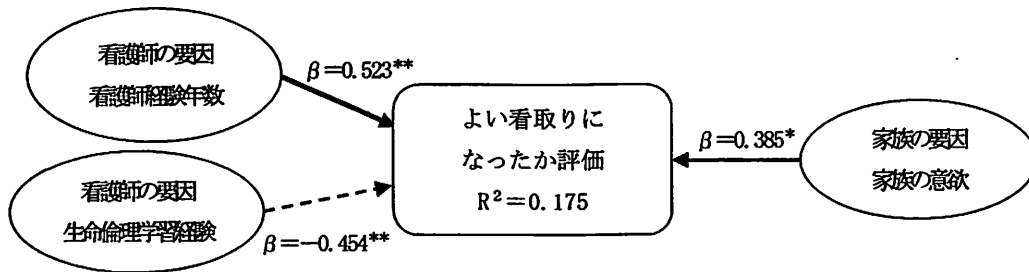 看護師の要因
看護師経験年数
β=0.523**
看護師の要因
生命倫理学習経験
β=-0.454**
よい看取りに
なったか評価
R²=0.175
β=0.385*
家族の要因
家族の意欲